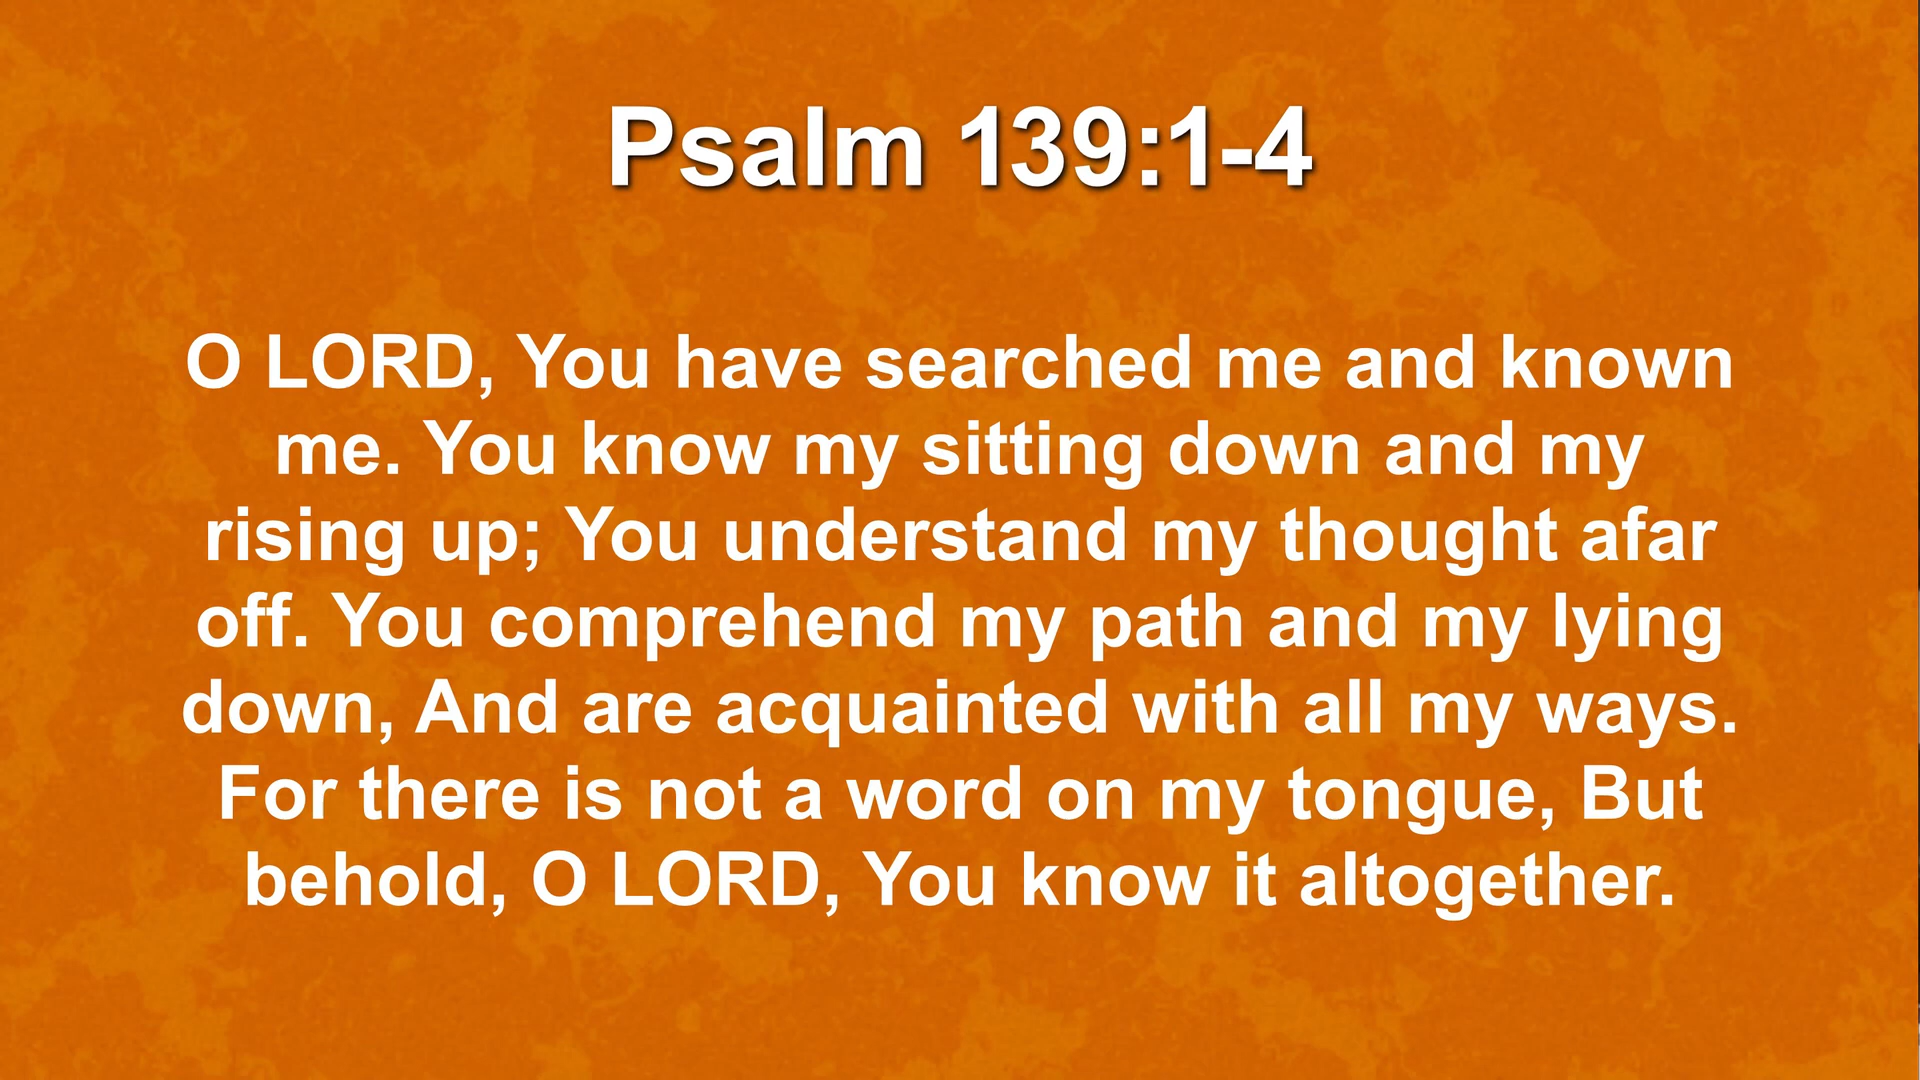 Psalm 139:1-4
O LORD, You have searched me and known
me. You know my sitting down and my
rising up; You understand my thought afar
off. You comprehend my path and my lying
down, And are acquainted with all my ways.
For there is not a word on my tongue, But
behold, O LORD, You know it altogether.